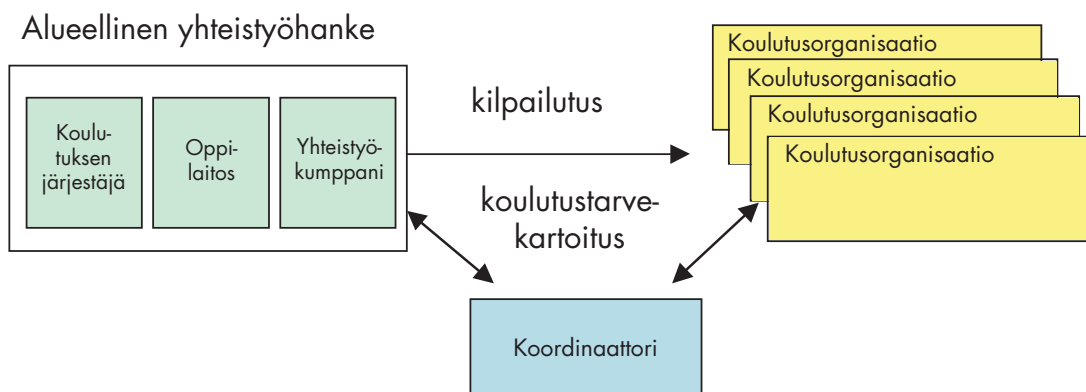 Alueellinen yhteistyöhanke
Koulu-
tuksen
järjestäjä
Oppi-
laitos
Yhteistyö-
kumppani
kilpailutus
koulutustarve-
kartoitus
Koulutusorganisaatio
Koulutusorganisaatio
Koulutusorganisaatio
Koulutusorganisaatio
Koordinaattori